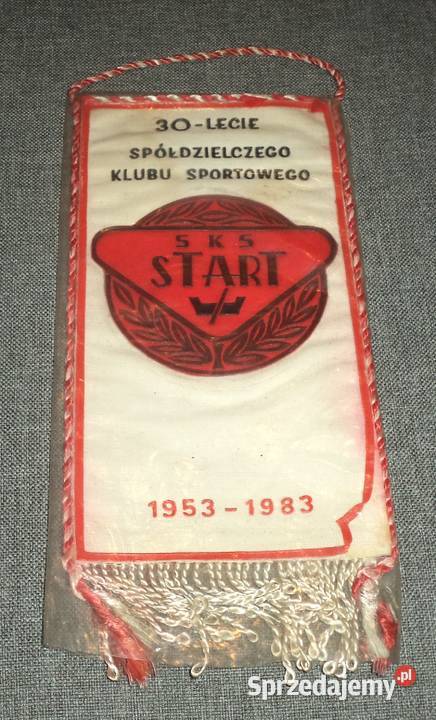 30-LECIE
SPÓŁDZIELCZEGO
KLUBU SPORTOWEGO
SKS
START
1953-1983
Sprzedajemy.pl